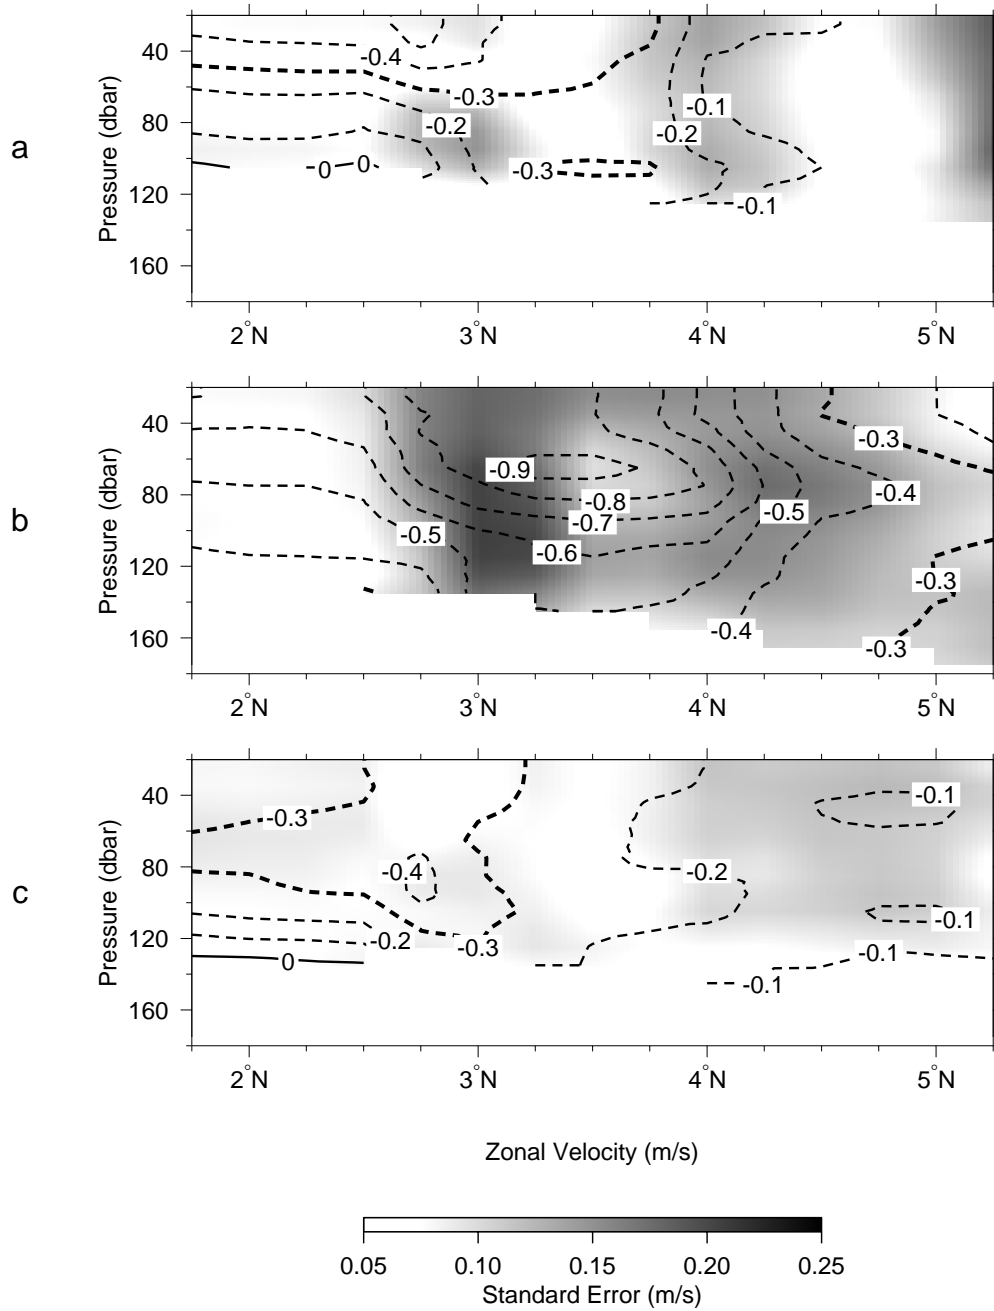 a
Pressure (dbar)
40
80
120
160
-0.4
-0.3
-0.2
0
0
-0.3
-0.1
-0.2
-0.1
2°N
3°N
4°N
5°N
b
Pressure (dbar)
40
80
120
160
-0.9
-0.8
-0.7
-0.6
-0.5
-0.5
-0.4
-0.3
-0.3
-0.4
-0.3
2°N
3°N
4°N
5°N
c
Pressure (dbar)
40
80
120
160
-0.3
-0.1
-0.4
-0.2
-0.1
-0.2
-0.3
-0.1
0
-0.1
2°N
3°N
4°N
5°N
Zonal Velocity (m/s)
0.05 0.10 0.15 0.20 0.25
Standard Error (m/s)